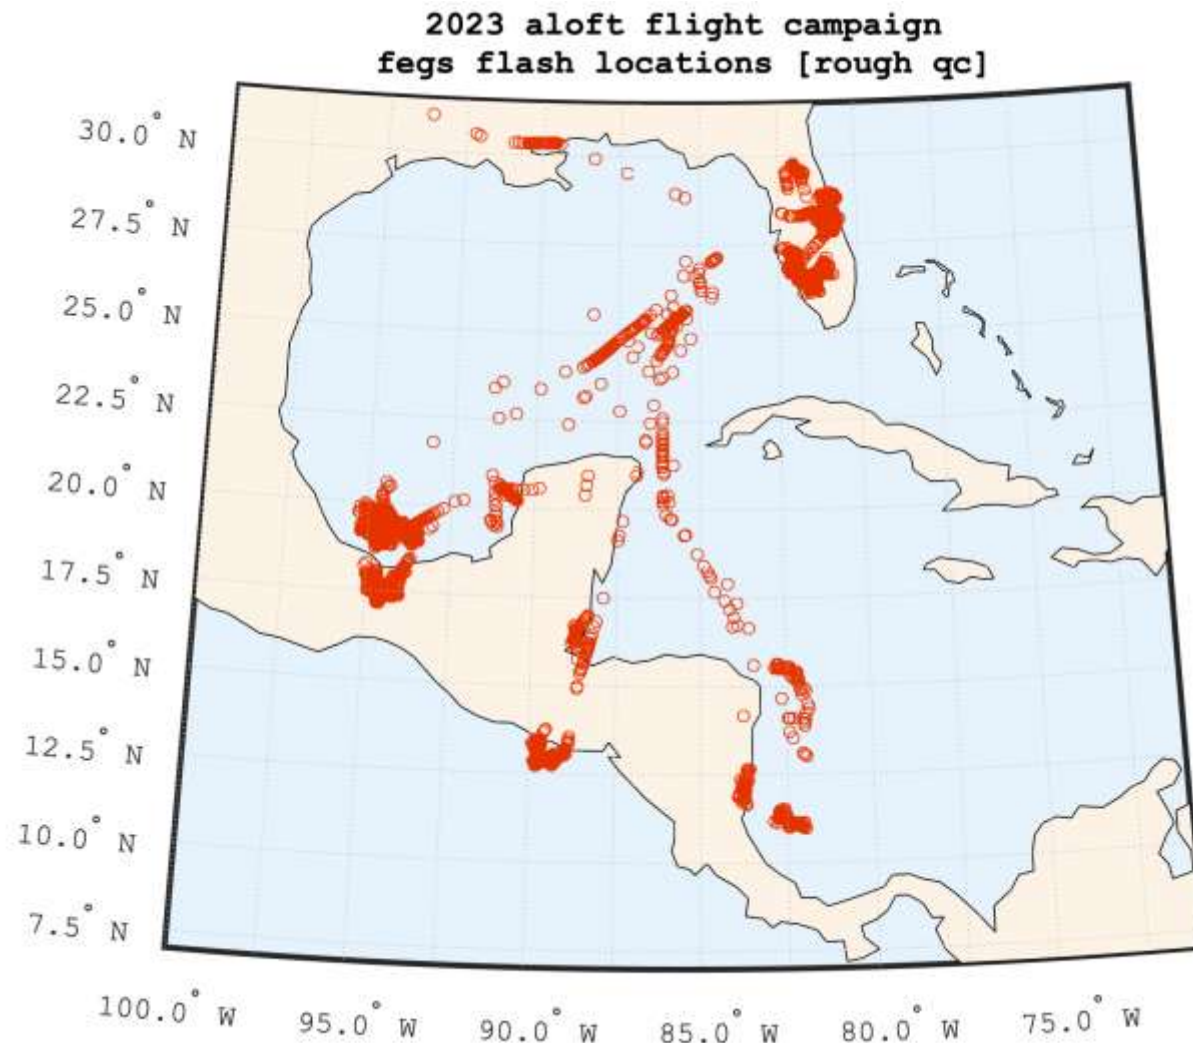 2023 aloft flight campaign
fegs flash locations [rough qc]
30.0° N
27.5° N
25.0° N
22.5° N
20.0° N
17.5° N
15.0° N
12.5° N
10.0° N
7.5° N
100.0° W
95.0° W
90.0° W
85.0° W
80.0° W
75.0° W